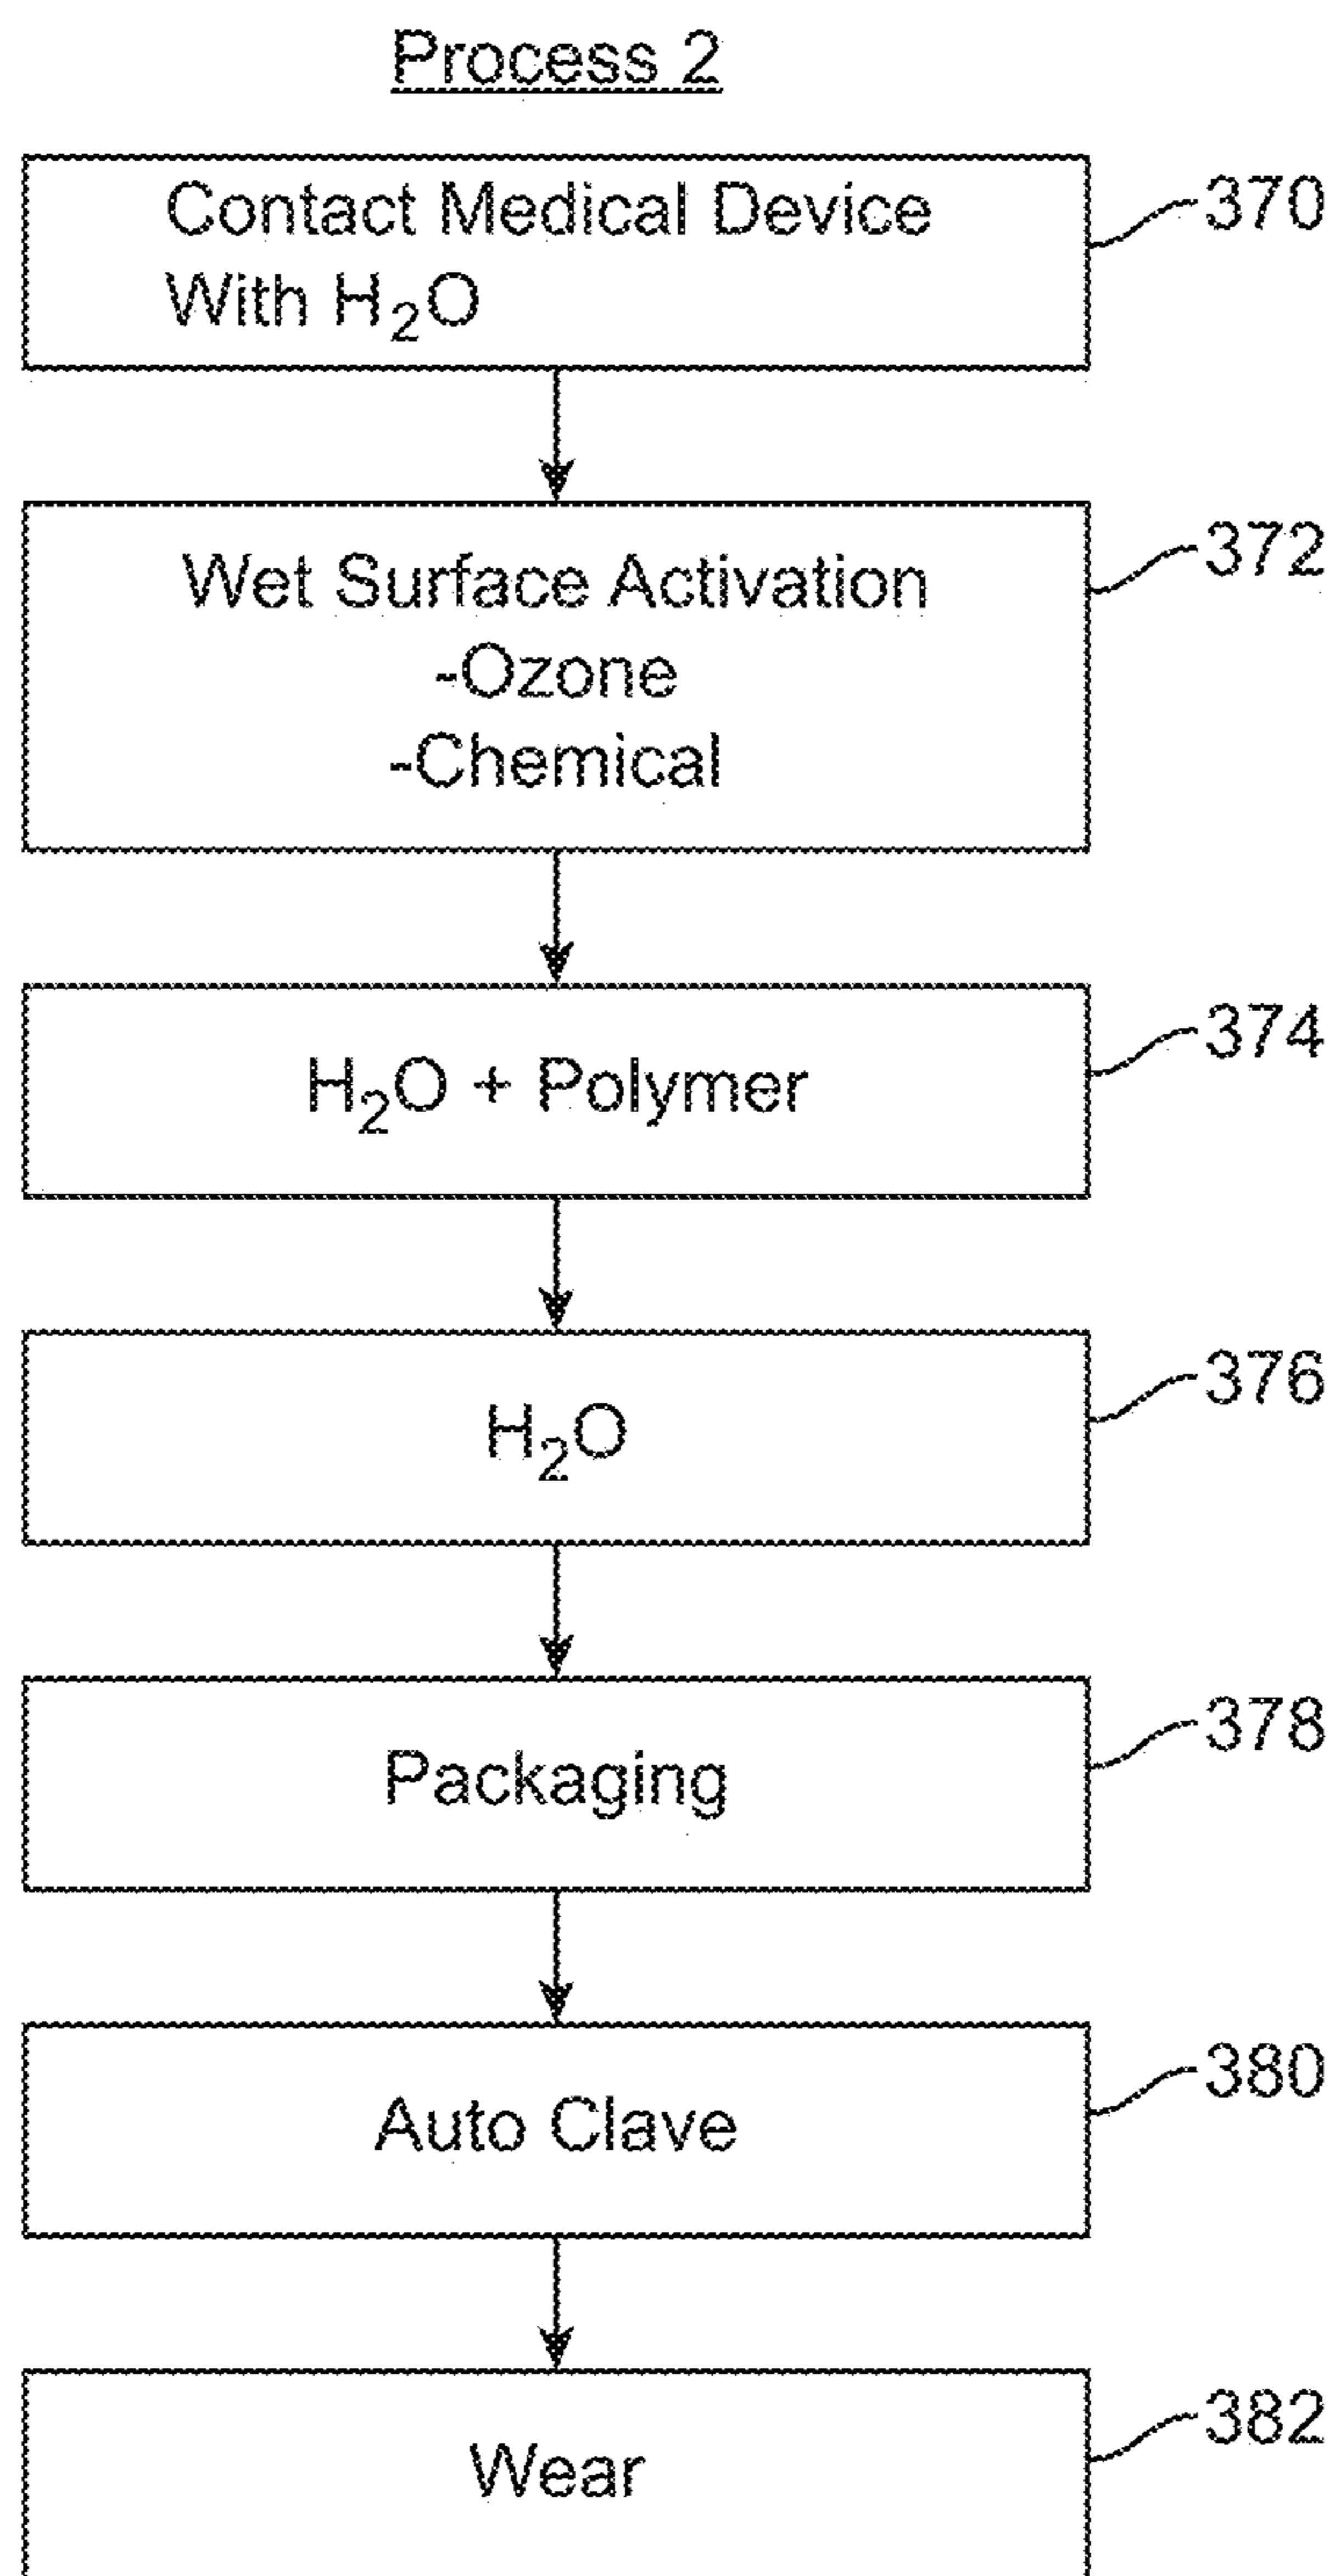 Process 2
Contact Medical Device
With H₂O
370
Wet Surface Activation
-Ozone
-Chemical
372
H₂O + Polymer
374
H₂O
376
Packaging
378
Auto Clave
380
Wear
382